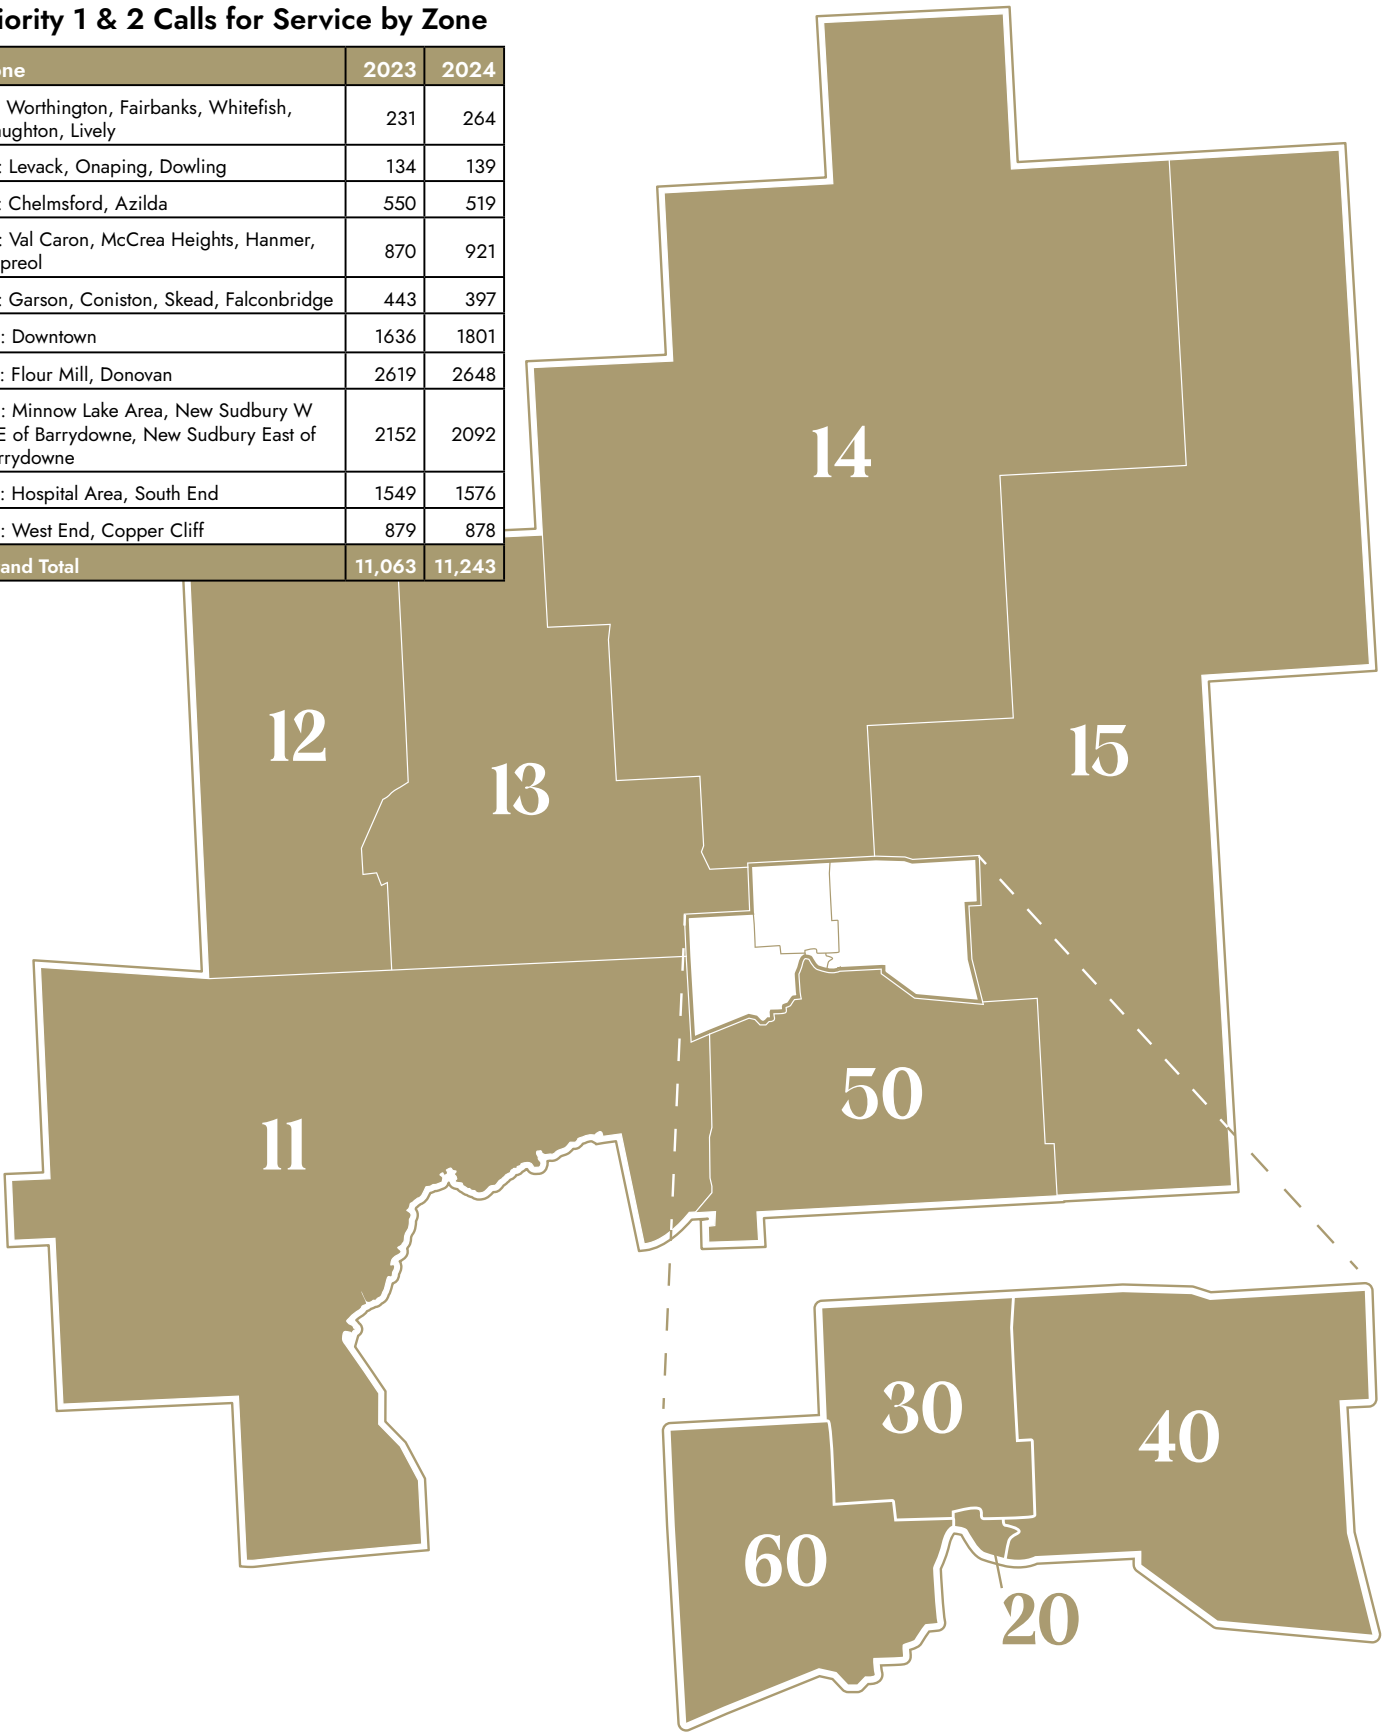 iority 1 & 2 Calls for Service by Zone
ne 2023 2024
Worthington, Fairbanks, Whitefish,
ughton, Lively 231 264
: Levack, Onaping, Dowling 134 139
: Chelmsford, Azilda 550 519
: Val Caron, McCrea Heights, Hanmer,
preol 870 921
: Garson, Coniston, Skead, Falconbridge 443 397
: Downtown 1636 1801
: Flour Mill, Donovan 2619 2648
: Minnow Lake Area, New Sudbury W
E of Barrydowne, New Sudbury East of 2152 2092
rrydowne
: Hospital Area, South End 1549 1576
: West End, Copper Cliff 879 878
and Total 11,063 11,243
14
12
13
15
50
11
30
40
60
20